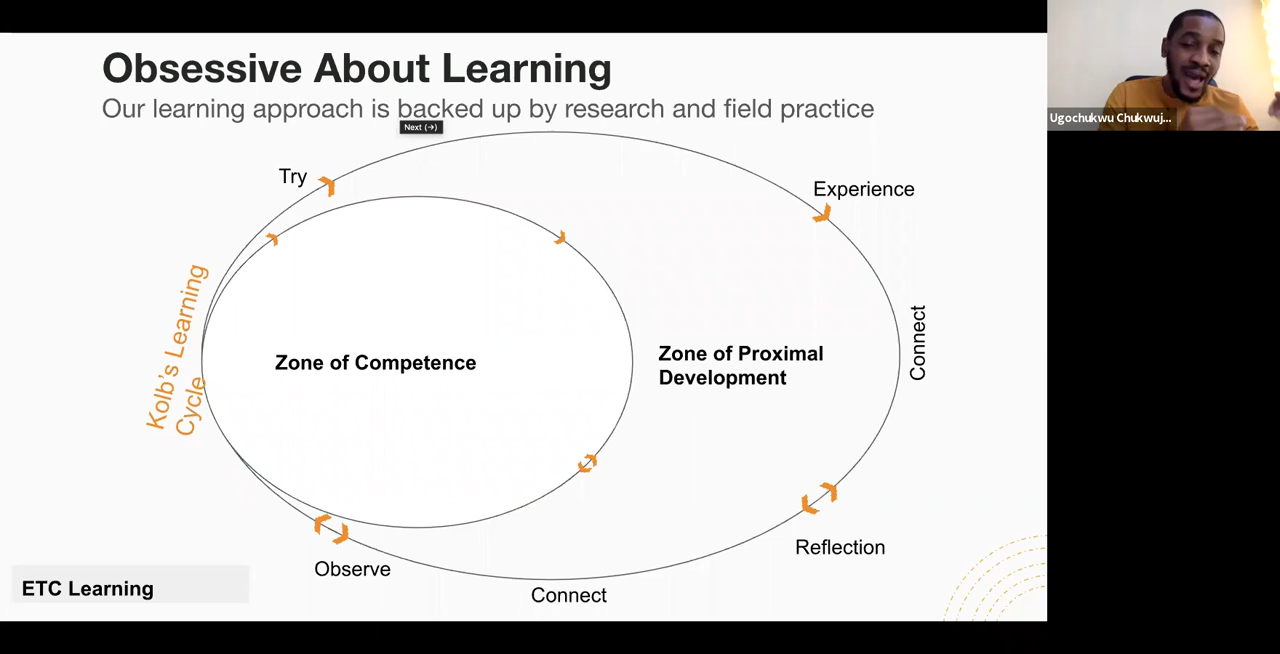 Obsessive About Learning
Our learning approach is backed up by research and field practice
Next (→)
Ugochukwu Chukwuj...
Try
Experience
Kolb's Learning
Cycle
Zone of Competence
Zone of Proximal
Development
Connect
Reflection
Observe
Connect
ETC Learning